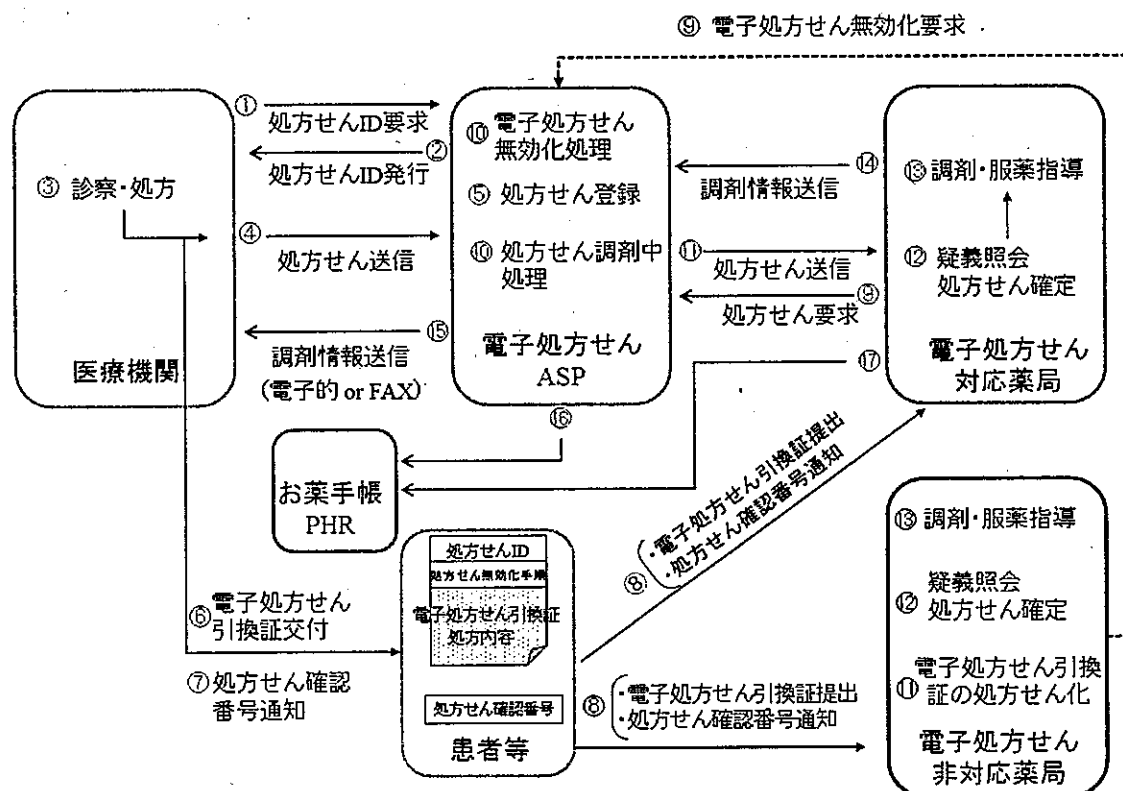 ⑨ 電子処方せん無効化要求
①
処方せんID要求
②
処方せんID発行
③ 診察・処方
④
処方せん送信
⑮
調剤情報送信
(電子的 or FAX)
医療機関
⑩ 電子処方せん
無効化処理
⑤ 処方せん登録
⑩ 処方せん調剤中
処理
電子処方せん
ASP
⑭
調剤情報送信
⑪
処方せん送信
⑨
処方せん要求
⑰
⑬ 調剤・服薬指導
⑫ 疑義照会
処方せん確定
電子処方せん
対応薬局
⑯
お薬手帳
PHR
⑥ 電子処方せん
引換証交付
⑦ 処方せん確認
番号通知
処方せんID
処方せん無効化手順
電子処方せん引換証
処方内容
処方せん確認番号
患者等
⑧
・電子処方せん引換証提出
・処方せん確認番号通知
⑧
・電子処方せん引換証提出
・処方せん確認番号通知
⑬ 調剤・服薬指導
⑫ 疑義照会
処方せん確定
⑪ 電子処方せん引換
証の処方せん化
電子処方せん
非対応薬局